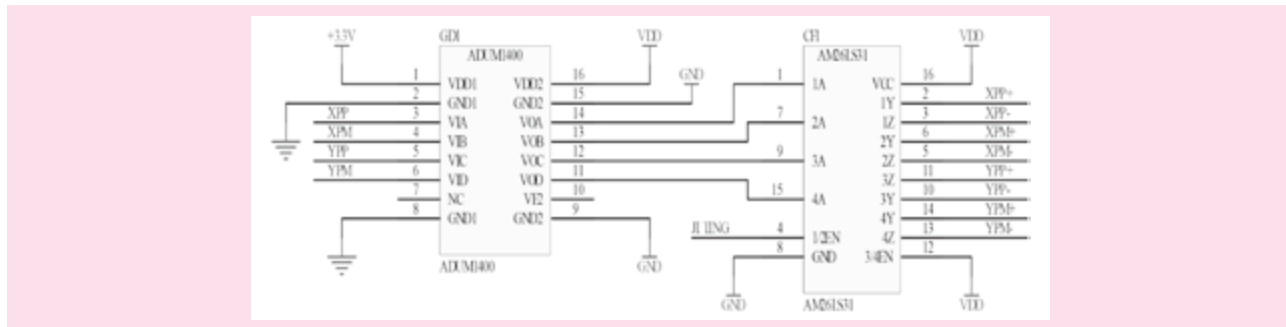 +3.3V GD1 VDD CF1 VDD
ADUM1400 AM26LS31
1 VDD1 VDD2 16 GND 1 1A VCC 16
2 GND1 GND2 15 1Y 2 XPP+
XPP 3 VIA VOA 14 7 2A 1Z 3 XPP-
XPM 4 VIB VOB 13 2Y 6 XPM+
YPP 5 VIC VOC 12 9 3A 2Z 5 XPM-
YPM 6 VID VOD 11 3Z 11 YPP+
7 NC VE2 10 15 4A 3Y 10 YPP-
8 GND1 GND2 9 4Y 14 YPM+
4 1/2EN 4Z 13 YPM-
8 GND 3/4EN 12
ADUM1400 GND
GND AM26LS31 VDD